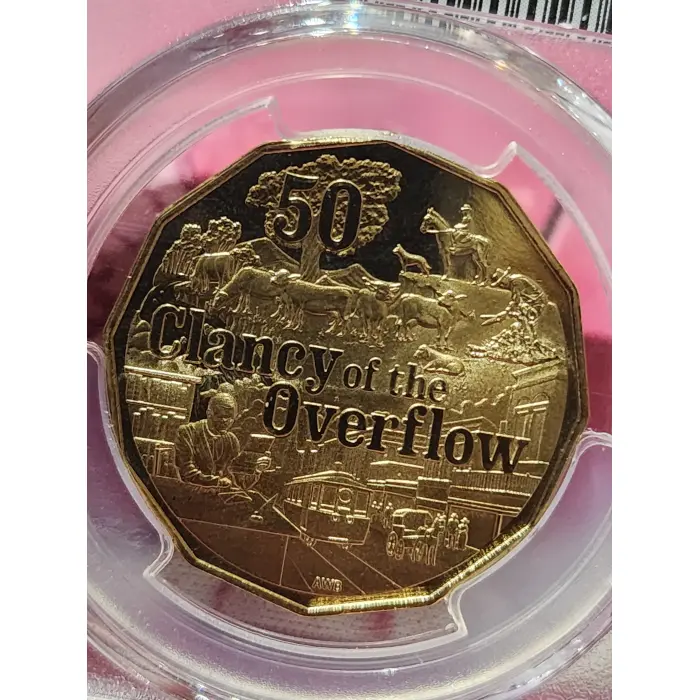 50
Clancy of the
Overflow
AWB